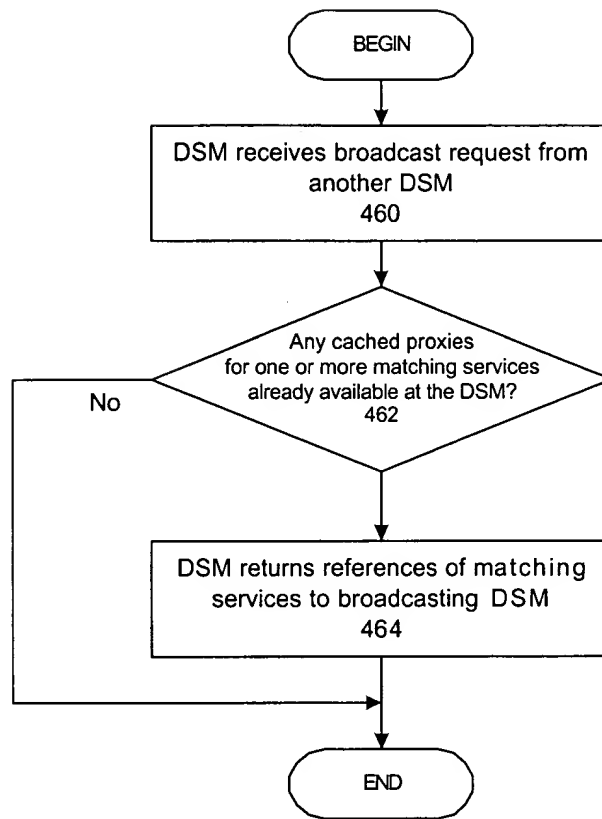 BEGIN
DSM receives broadcast request from
another DSM
460
Any cached proxies
for one or more matching services
already available at the DSM?
462
No
DSM returns references of matching
services to broadcasting DSM
464
END